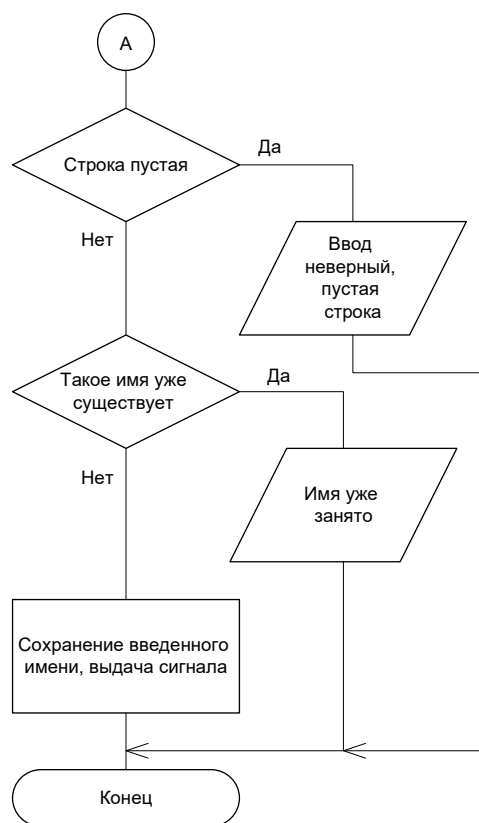 А
Строка пустая
Да
Нет
Ввод
неверный,
пустая
строка
Такое имя уже
существует
Да
Нет
Имя уже
занято
Сохранение введенного
имени, выдача сигнала
Конец